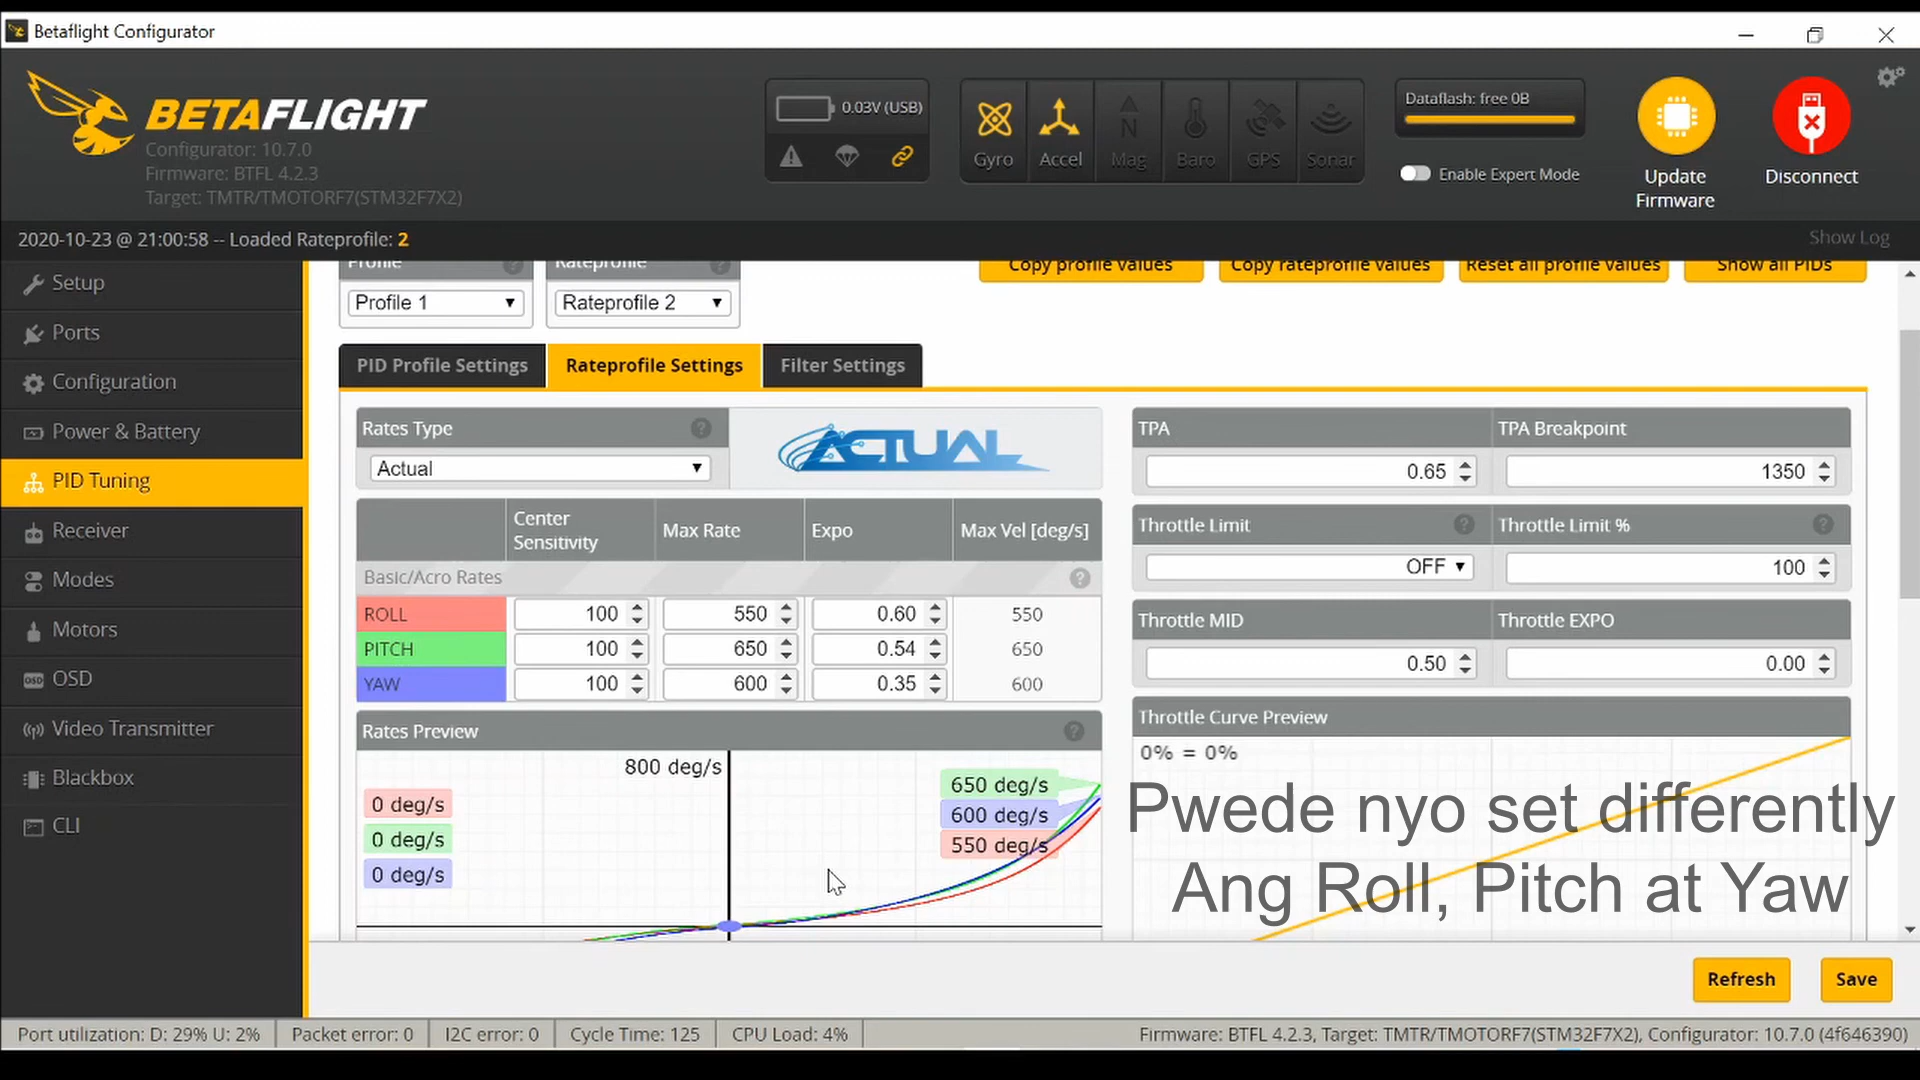 Betaflight Configurator
BETAFLIGHT
Configurator: 10.7.0
Firmware: BTFL 4.2.3
Target: TMTR/TMOTORF7(STM32F7X2)
0.03V (USB)
Gyro
Accel
Mag
Baro
GPS
Sonar
Dataflash: free 0B
Enable Expert Mode
Update
Firmware
Disconnect
2020-10-23 @ 21:00:58 -- Loaded Rateprofile: 2
Show Log
Setup
Ports
Configuration
Power & Battery
PID Tuning
Receiver
Modes
Motors
OSD
Video Transmitter
Blackbox
CLI
Profile
Rateprofile
Copy profile values
Copy rateprofile values
Reset all profile values
Show all PIDs
Profile 1
Rateprofile 2
PID Profile Settings
Rateprofile Settings
Filter Settings
Rates Type
Actual
ACTUAL
Center
Sensitivity
Max Rate
Expo
Max Vel [deg/s]
Basic/Acro Rates
ROLL 100 550 0.60 550
PITCH 100 650 0.54 650
YAW 100 600 0.35 600
Rates Preview
800 deg/s
0 deg/s
0 deg/s
0 deg/s
650 deg/s
600 deg/s
550 deg/s
TPA
TPA Breakpoint
0.65
1350
Throttle Limit
Throttle Limit %
OFF
100
Throttle MID
Throttle EXPO
0.50
0.00
Throttle Curve Preview
0% = 0%
Pwede nyo set differently
Ang Roll, Pitch at Yaw
Refresh
Save
Port utilization: D: 29% U: 2%
Packet error: 0
I2C error: 0
Cycle Time: 125
CPU Load: 4%
Firmware: BTFL 4.2.3, Target: TMTR/TMOTORF7(STM32F7X2), Configurator: 10.7.0 (4f646390)